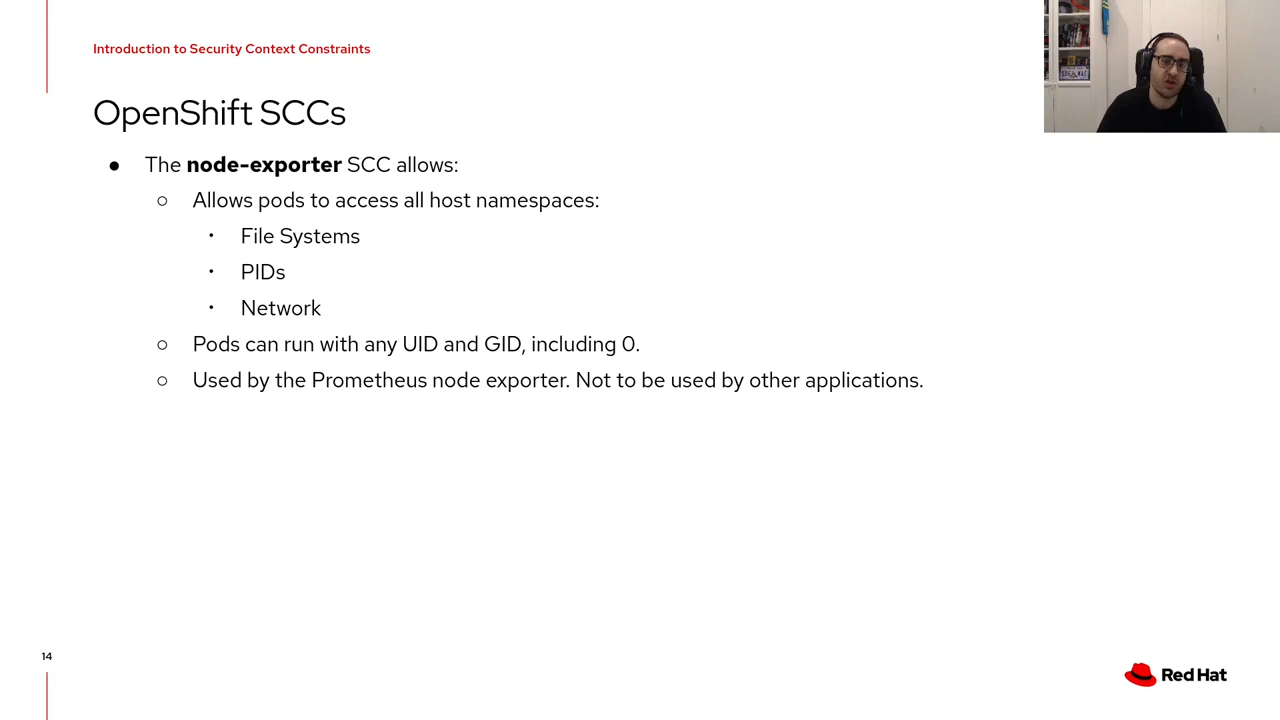 Introduction to Security Context Constraints
OpenShift SCCs
● The node-exporter SCC allows:
○ Allows pods to access all host namespaces:
▪ File Systems
▪ PIDs
▪ Network
○ Pods can run with any UID and GID, including 0.
○ Used by the Prometheus node exporter. Not to be used by other applications.
14
Red Hat